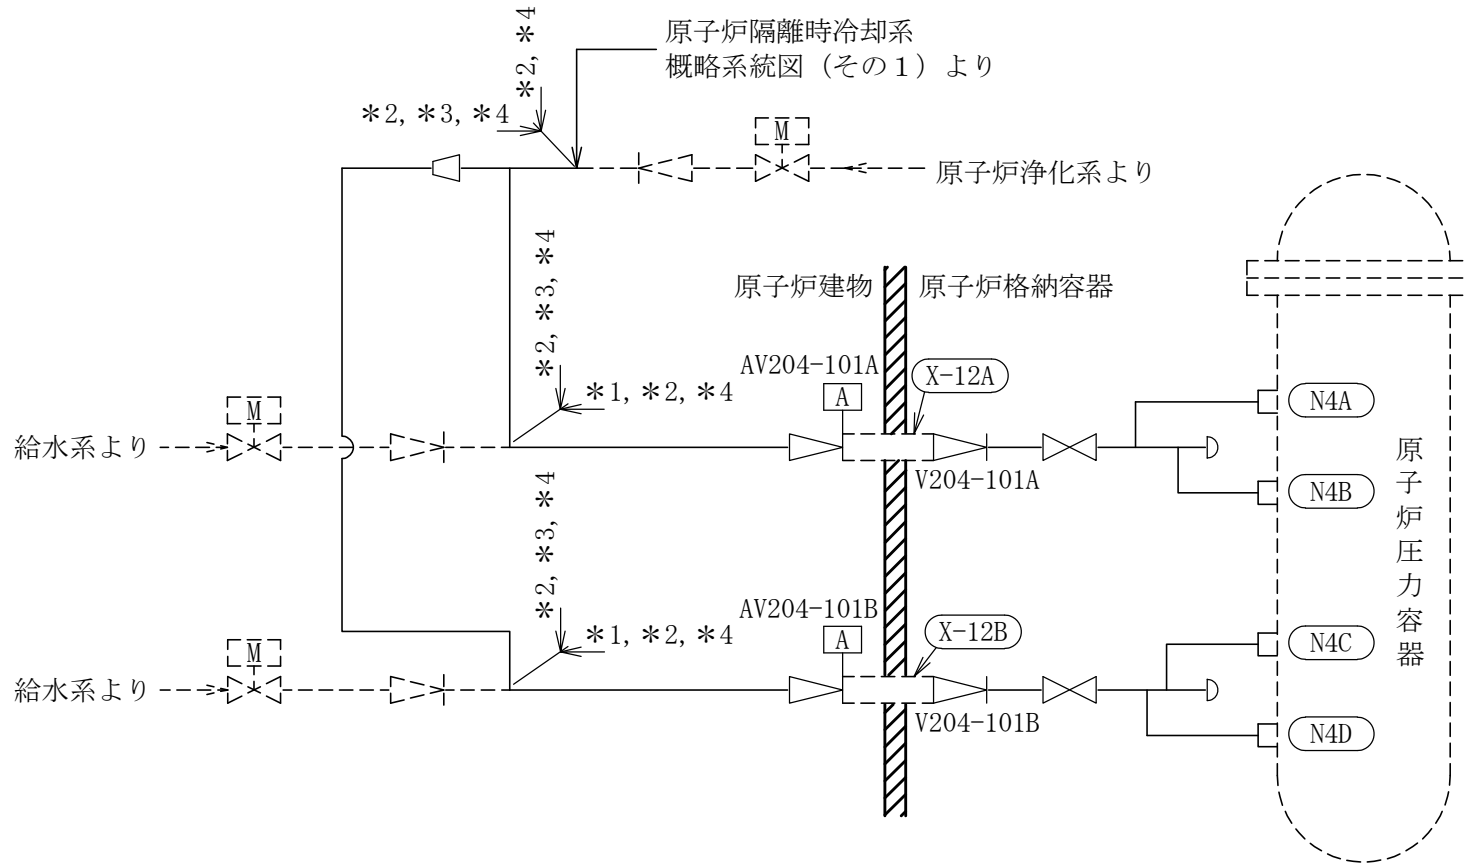 原子炉隔離時冷却系
概略系統図（その１）より
＊2, ＊4
＊2, ＊3, ＊4
M
原子炉浄化系より
＊2, ＊3, ＊4
原子炉建物
原子炉格納容器
AV204-101A
A
X-12A
＊1, ＊2, ＊4
M
給水系より
V204-101A
N4A
N4B
原子炉圧力容器
＊2, ＊3, ＊4
AV204-101B
A
X-12B
＊1, ＊2, ＊4
M
給水系より
V204-101B
N4C
N4D